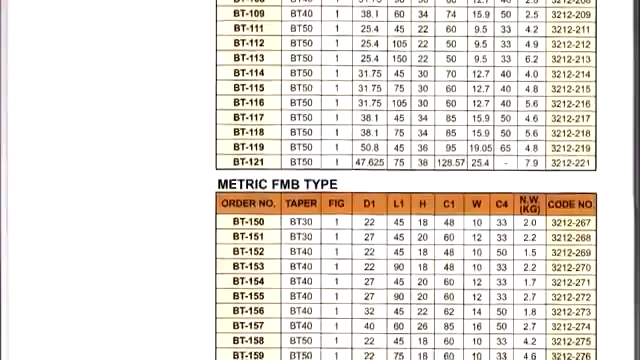 BT-109 BT40 1 38.1 60 34 74 15.9 50 2.5 3212-209
BT-111 BT50 1 25.4 45 22 60 9.5 33 4.2 3212-211
BT-112 BT50 1 25.4 105 22 50 9.5 33 4.9 3212-212
BT-113 BT50 1 25.4 150 22 50 9.5 33 6.2 3212-213
BT-114 BT50 1 31.75 45 30 70 12.7 40 4.0 3212-214
BT-115 BT50 1 31.75 75 30 60 12.7 40 4.8 3212-215
BT-116 BT50 1 31.75 105 30 60 12.7 40 5.6 3212-216
BT-117 BT50 1 38.1 45 34 85 15.9 50 4.6 3212-217
BT-118 BT50 1 38.1 75 34 85 15.9 50 5.6 3212-218
BT-119 BT50 1 50.8 45 36 95 19.05 65 4.8 3212-219
BT-121 BT50 1 47.625 75 38 128.57 25.4 - 7.9 3212-221
METRIC FMB TYPE
ORDER NO. TAPER FIG D1 L1 H C1 W C4 N.W. (KG) CODE NO.
BT-150 BT30 1 22 45 18 48 10 33 2.0 3212-267
BT-151 BT30 1 27 45 20 60 12 33 2.2 3212-268
BT-152 BT40 1 22 45 18 48 10 50 1.5 3212-269
BT-153 BT40 1 22 90 18 48 10 33 2.2 3212-270
BT-154 BT40 1 27 45 20 60 12 33 1.7 3212-271
BT-155 BT40 1 27 90 20 60 12 33 2.7 3212-272
BT-156 BT40 1 32 45 22 62 14 50 1.8 3212-273
BT-157 BT40 1 40 60 26 85 16 50 2.7 3212-274
BT-158 BT50 1 22 45 18 48 10 33 4.2 3212-275
BT-159 BT50 1 22 75 18 60 10 33 4.6 3212-276